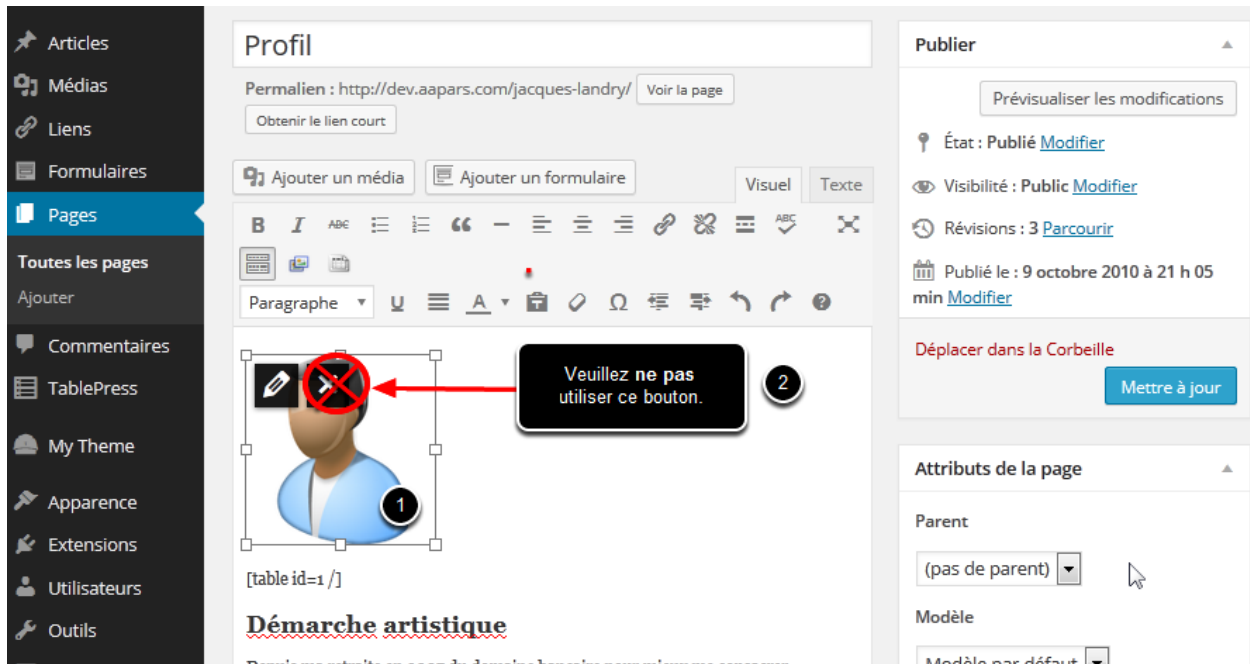 Articles
Médias
Liens
Formulaires
Pages
Toutes les pages
Ajouter
Commentaires
TablePress
My Theme
Apparence
Extensions
Utilisateurs
Outils
Profil
Permalien : http://dev.aapars.com/jacques-landry/ Voir la page
Obtenir le lien court
Ajouter un média Ajouter un formulaire Visuel Texte
B I ABC ABC
Paragraphe U A Ω
Veuillez ne pas
utiliser ce bouton.
2
1
[table id=1 /]
Démarche artistique
Publier
Prévisualiser les modifications
État : Publié Modifier
Visibilité : Public Modifier
Révisions : 3 Parcourir
Publié le : 9 octobre 2010 à 21 h 05
min Modifier
Déplacer dans la Corbeille
Mettre à jour
Attributs de la page
Parent
(pas de parent)
Modèle
Modèle par défaut